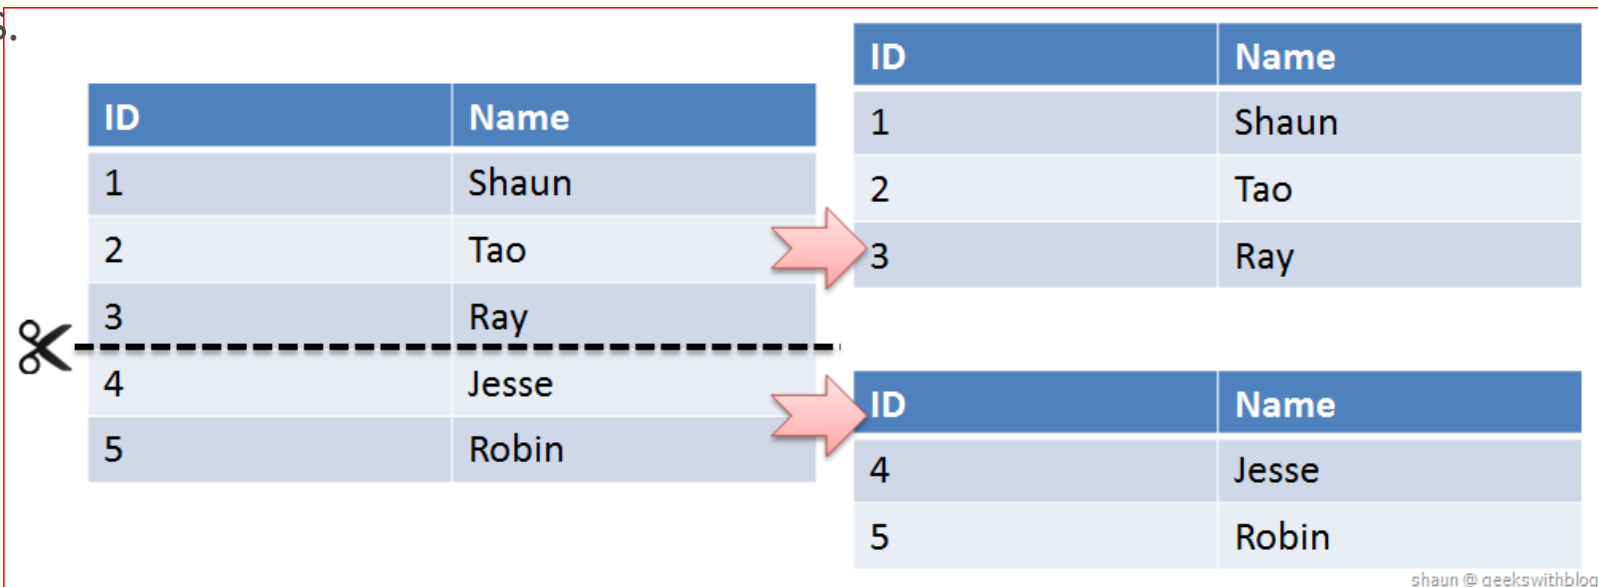 s.
ID Name
1 Shaun
2 Tao
3 Ray
4 Jesse
5 Robin
ID Name
1 Shaun
2 Tao
3 Ray
ID Name
4 Jesse
5 Robin
shaun @ geekswithblog